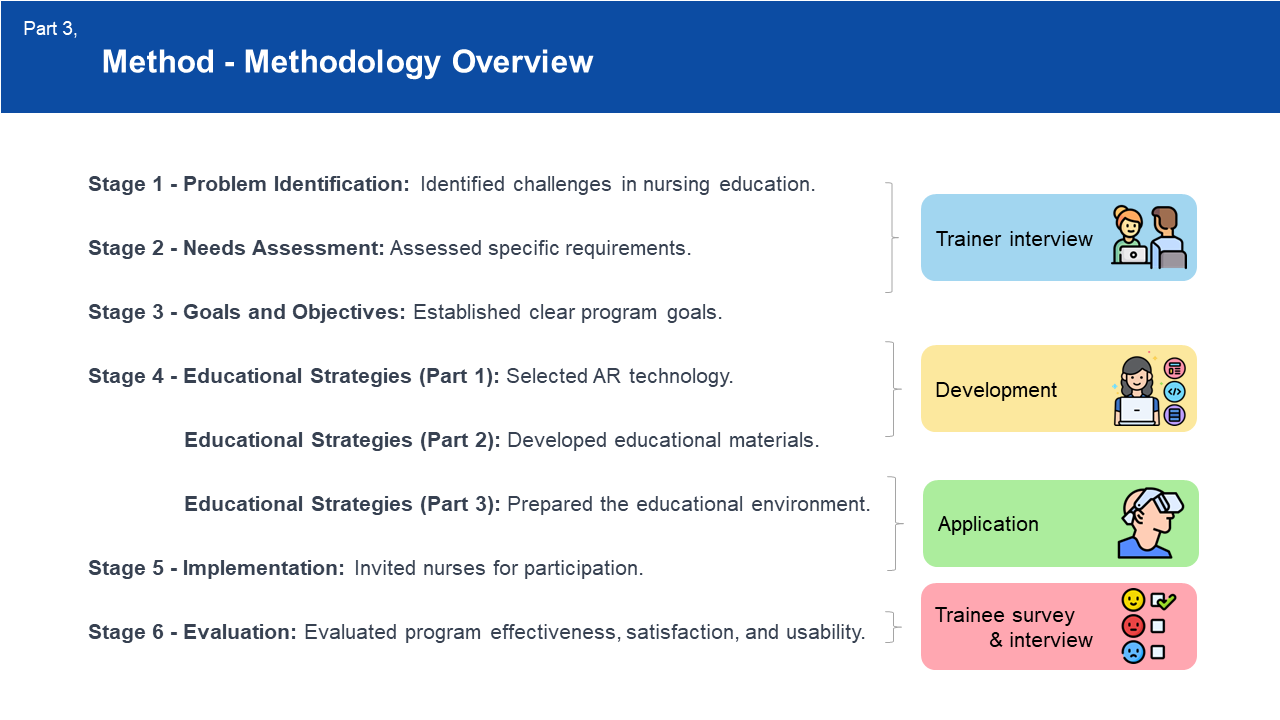 Part 3,
Method - Methodology Overview
Stage 1 - Problem Identification: Identified challenges in nursing education.
Stage 2 - Needs Assessment: Assessed specific requirements.
Stage 3 - Goals and Objectives: Established clear program goals.
Stage 4 - Educational Strategies (Part 1): Selected AR technology.
Educational Strategies (Part 2): Developed educational materials.
Educational Strategies (Part 3): Prepared the educational environment.
Stage 5 - Implementation: Invited nurses for participation.
Stage 6 - Evaluation: Evaluated program effectiveness, satisfaction, and usability.
Trainer interview
Development
Application
Trainee survey
& interview